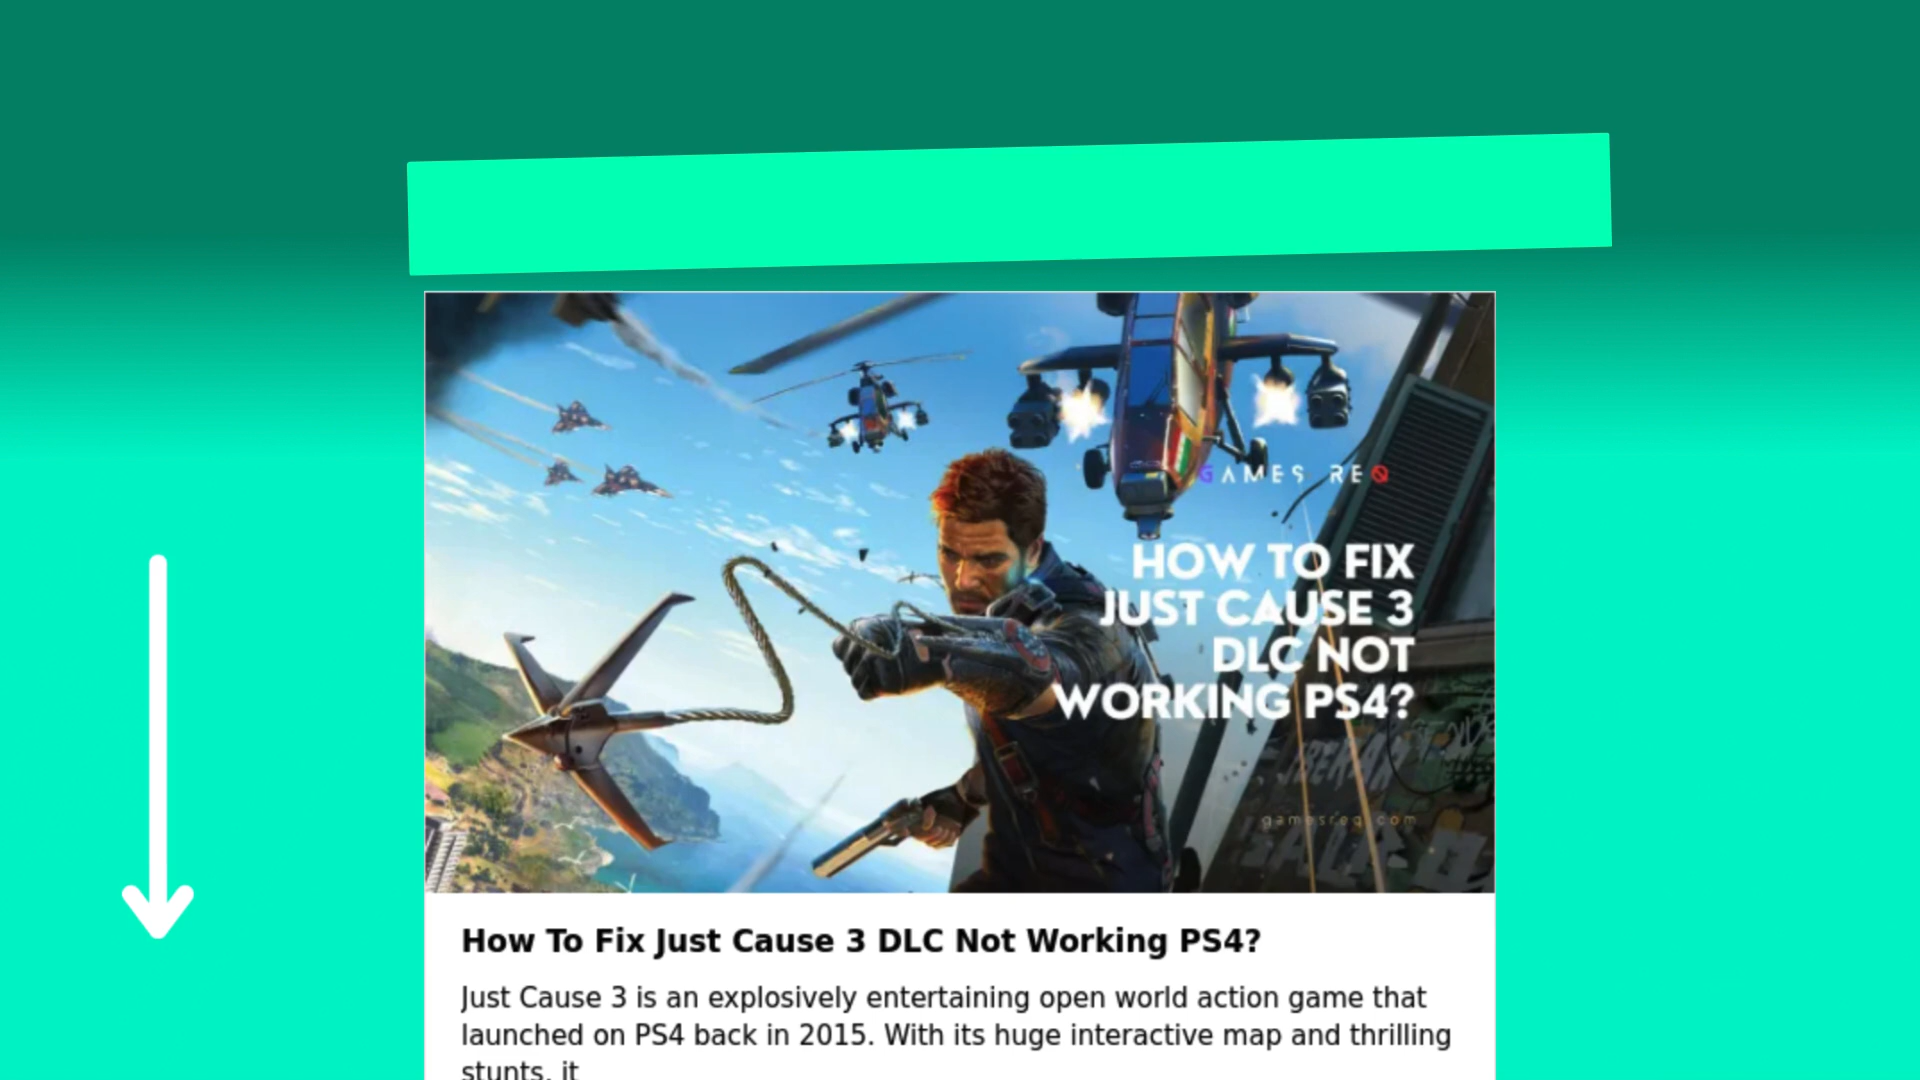 GAMES REQ
HOW TO FIX
JUST CAUSE 3
DLC NOT
WORKING PS4?
gamesreq.com
How To Fix Just Cause 3 DLC Not Working PS4?
Just Cause 3 is an explosively entertaining open world action game that
launched on PS4 back in 2015. With its huge interactive map and thrilling
stunts, it